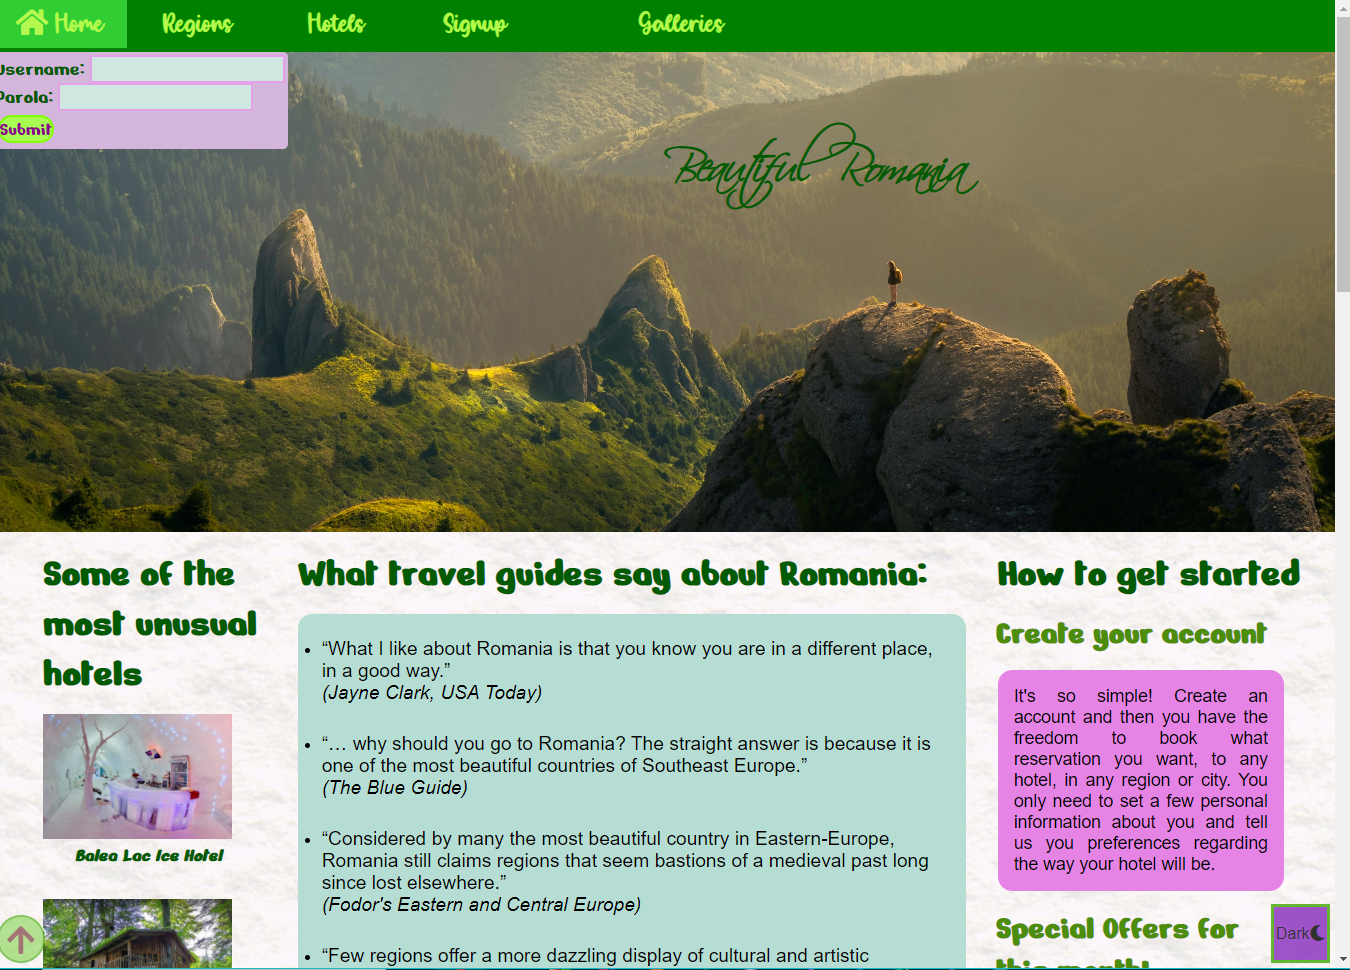 Home Regions Hotels Signup Galleries
Username:
Parola:
Submit
Beautiful Romania
Some of the
most unusual
hotels
Balea Lac Ice Hotel
What travel guides say about Romania:
“What I like about Romania is that you know you are in a different place,
in a good way.”
(Jayne Clark, USA Today)
“… why should you go to Romania? The straight answer is because it is
one of the most beautiful countries of Southeast Europe.”
(The Blue Guide)
“Considered by many the most beautiful country in Eastern-Europe,
Romania still claims regions that seem bastions of a medieval past long
since lost elsewhere.”
(Fodor's Eastern and Central Europe)
“Few regions offer a more dazzling display of cultural and artistic
How to get started
Create your account
It's so simple! Create an
account and then you have the
freedom to book what
reservation you want, to any
hotel, in any region or city. You
only need to set a few personal
information about you and tell
us you preferences regarding
the way your hotel will be.
Special Offers for
this month!
Dark